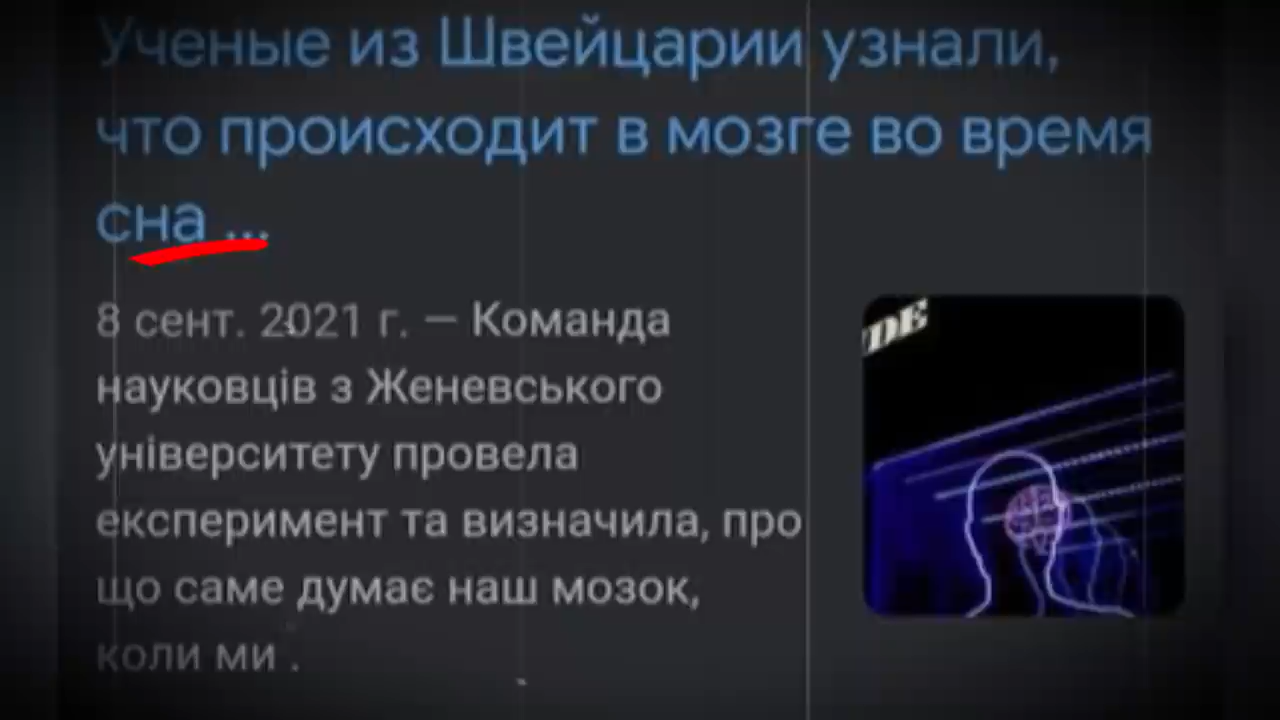 Ученые из Швейцарии узнали,
что происходит в мозге во время
сна ...
8 сент. 2021 г. — Команда
науковців з Женевського
університету провела
експеримент та визначила, про
що саме думає наш мозок,
коли ми .